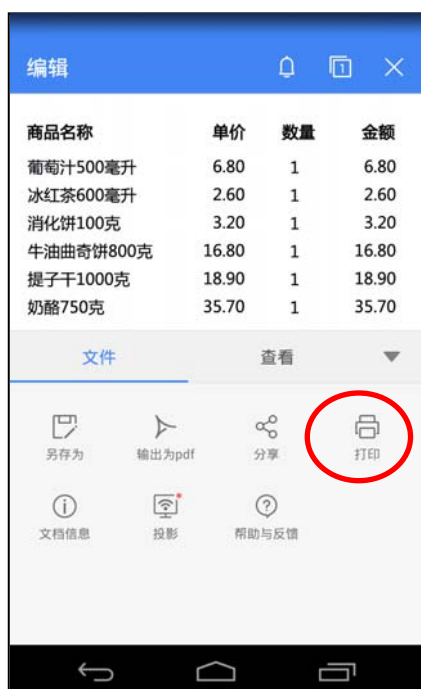 编辑 1
商品名称 单价 数量 金额
葡萄汁500毫升 6.80 1 6.80
冰红茶600毫升 2.60 1 2.60
消化饼100克 3.20 1 3.20
牛油曲奇饼800克 16.80 1 16.80
提子干1000克 18.90 1 18.90
奶酪750克 35.70 1 35.70
文件 查看
另存为 输出为pdf 分享 打印
文档信息 投影 帮助与反馈